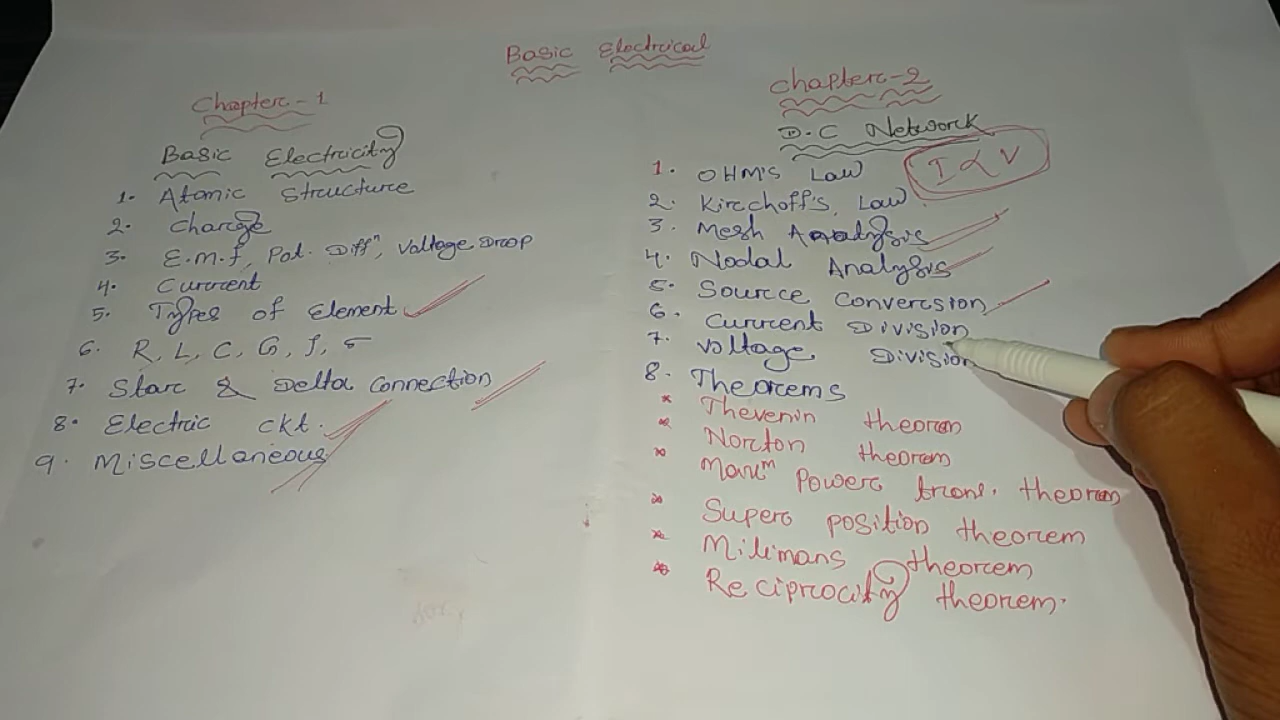 Basic Electrical
Chapter-1
Basic Electricity
1. Atomic Structure
2. Charge
3. E.m.f, Pot. Diffⁿ, Voltage Drop
4. Current
5. Types of Element
6. R, L, C, G, ρ, σ
7. Star & Delta Connection
8. Electric ckt.
9. Miscellaneous
Chapter-2
D.C Network
I ∝ V
1. OHM'S Law
2. Kirchoff's Law
3. Mesh Analysis
4. Nodal Analysis
5. Source Conversion
6. Current Division
7. Voltage Division
8. Theorems
* Thevenin theorem
* Norton theorem
* Maxᵐ Power trans. theorem
* Super position theorem
* Milimans theorem
* Reciprocity theorem.